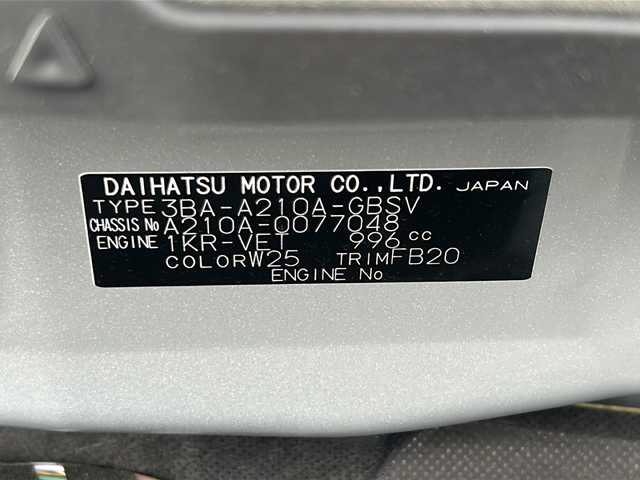 DAIHATSU MOTOR CO.,LTD. JAPAN
TYPE 3BA-A210A-GBSV
CHASSIS No A210A-0077048
ENGINE 1KR-VET 996 cc
COLOR W25 TRIM FB20
ENGINE No